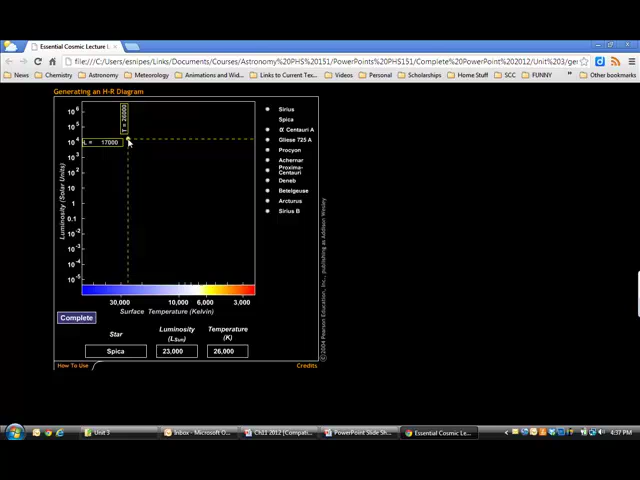 Essential Cosmic Lecture L
file:///C:/Users/esnipes/Links/Documents/Courses/Astronomy%20PHS%20151/PowerPoints%20PHS151/Complete%20PowerPoint%202012/Unit%203/ge
News Chemistry Astronomy Meteorology Animations and Wid... Links to Current Tex... Videos Personal Scholarships Home Stuff SCC FUNNY » Other bookmarks
Generating an H-R Diagram
Luminosity (Solar Units)
10⁶
10⁵
10⁴
10³
10²
10
1
0.1
10⁻²
10⁻³
10⁻⁴
10⁻⁵
T = 26000
L = 17000
30,000 10,000 6,000 3,000
Surface Temperature (Kelvin)
Sirius
Spica
α Centauri A
Gliese 725 A
Procyon
Achernar
Proxima-
Centauri
Deneb
Betelgeuse
Arcturus
Sirius B
Complete
Star
Luminosity
(LSun)
Temperature
(K)
Spica 23,000 26,000
How To Use Credits
©2004 Pearson Education, Inc., publishing as Addison Wesley
Unit 3 Inbox - Microsoft O... Ch11 2012 [Compati... PowerPoint Slide Sh... Essential Cosmic Le... 4:37 PM